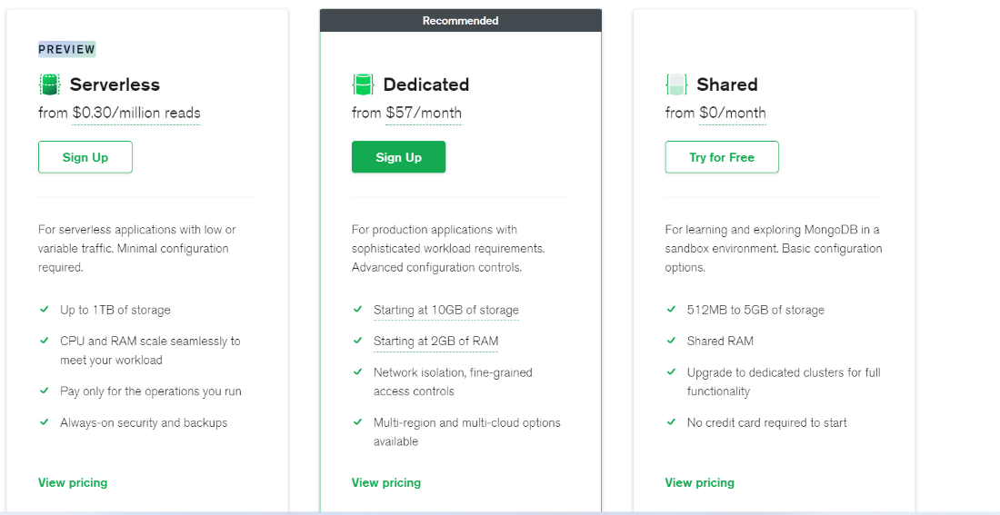 Recommended
PREVIEW
Serverless
from $0.30/million reads
Sign Up
For serverless applications with low or
variable traffic. Minimal configuration
required.
Up to 1TB of storage
CPU and RAM scale seamlessly to
meet your workload
Pay only for the operations you run
Always-on security and backups
View pricing
Dedicated
from $57/month
Sign Up
For production applications with
sophisticated workload requirements.
Advanced configuration controls.
Starting at 10GB of storage
Starting at 2GB of RAM
Network isolation, fine-grained
access controls
Multi-region and multi-cloud options
available
View pricing
Shared
from $0/month
Try for Free
For learning and exploring MongoDB in a
sandbox environment. Basic configuration
options.
512MB to 5GB of storage
Shared RAM
Upgrade to dedicated clusters for full
functionality
No credit card required to start
View pricing